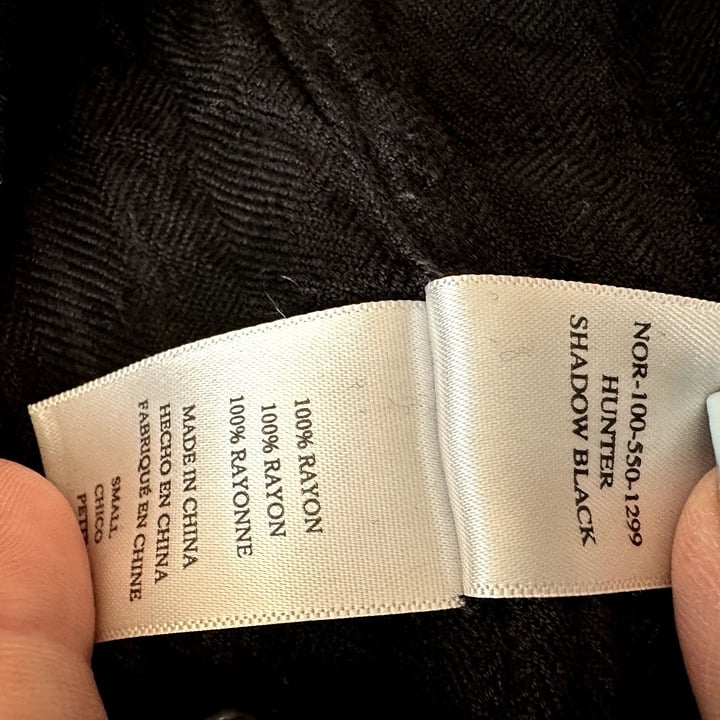 100% RAYON
100% RAYON
100% RAYONNE
MADE IN CHINA
HECHO EN CHINA
FABRIQUÉ EN CHINE
SMALL
CHICO
NOR-100-550-1299
HUNTER
SHADOW BLACK